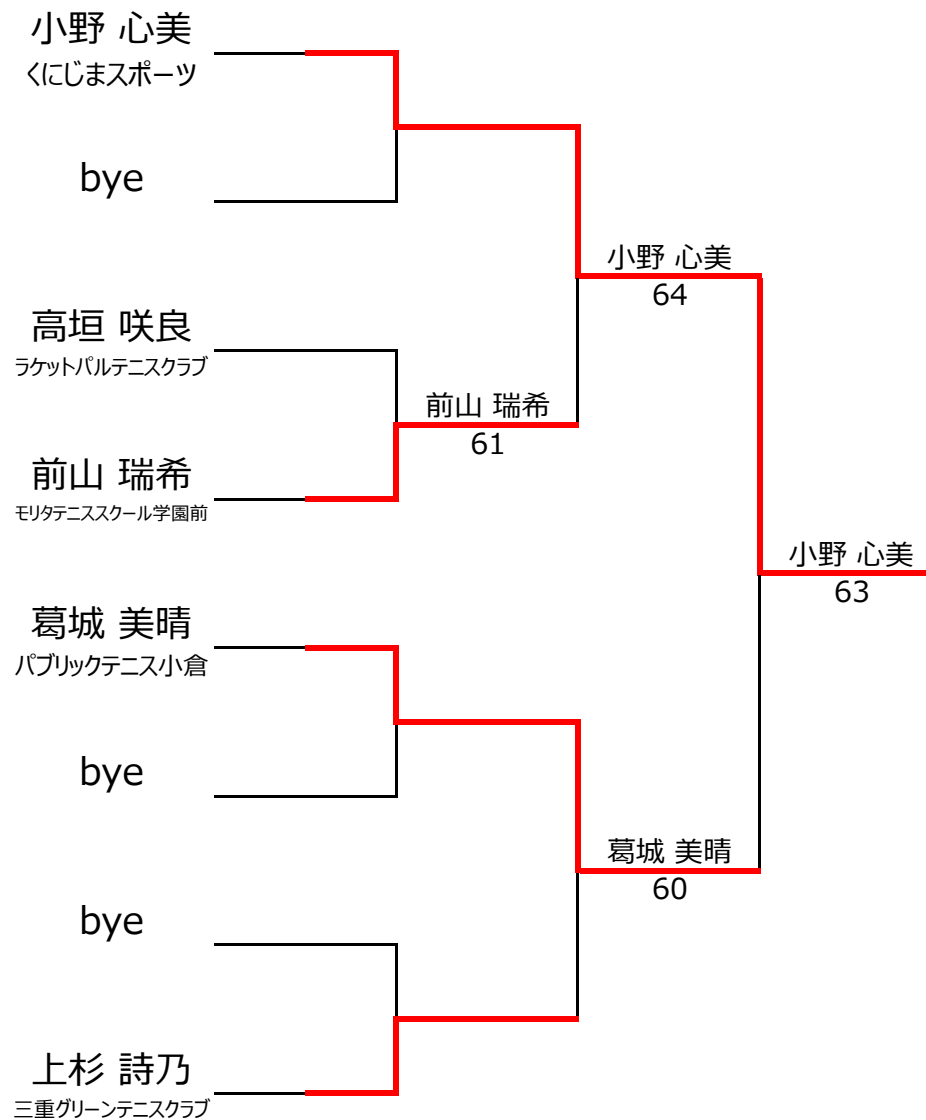 小野 心美
くにじまスポーツ
bye
高垣 咲良
ラケットパルテニスクラブ
前山 瑞希
モリタテニススクール学園前
葛城 美晴
パブリックテニス小倉
bye
bye
上杉 詩乃
三重グリーンテニスクラブ
前山 瑞希
61
小野 心美
64
葛城 美晴
60
小野 心美
63